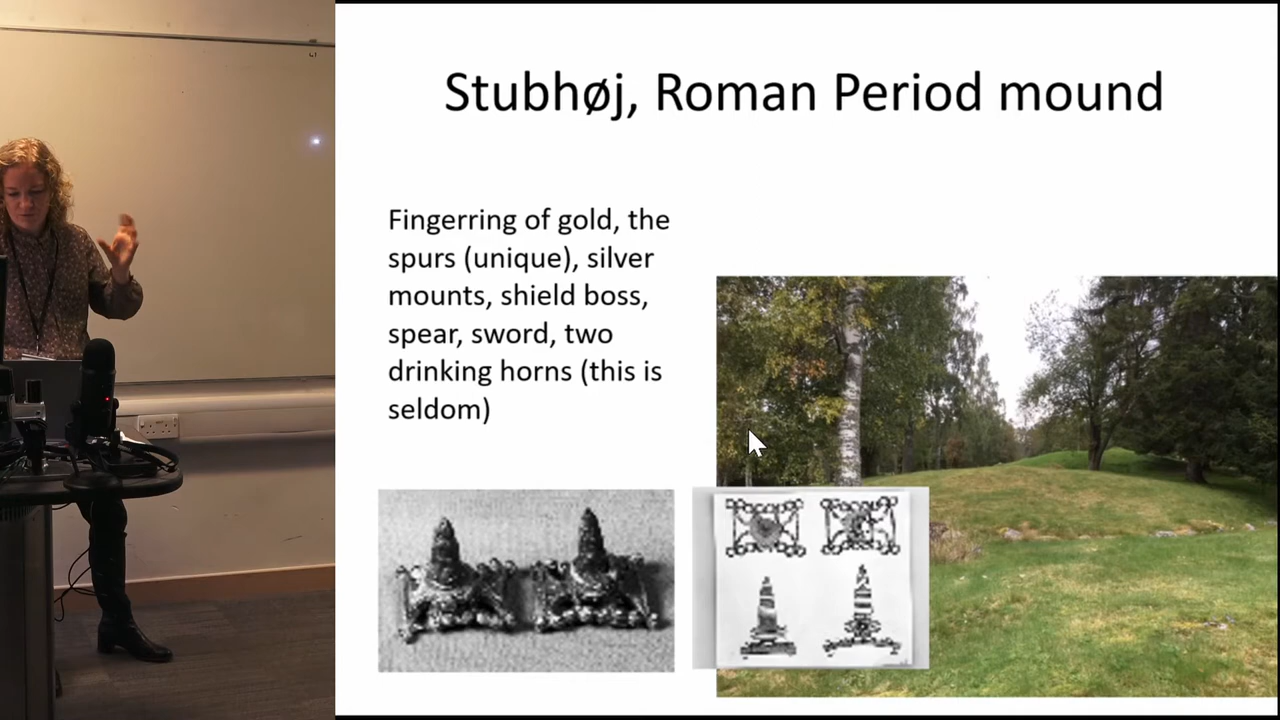 Stubhøj, Roman Period mound
Fingerring of gold, the
spurs (unique), silver
mounts, shield boss,
spear, sword, two
drinking horns (this is
seldom)